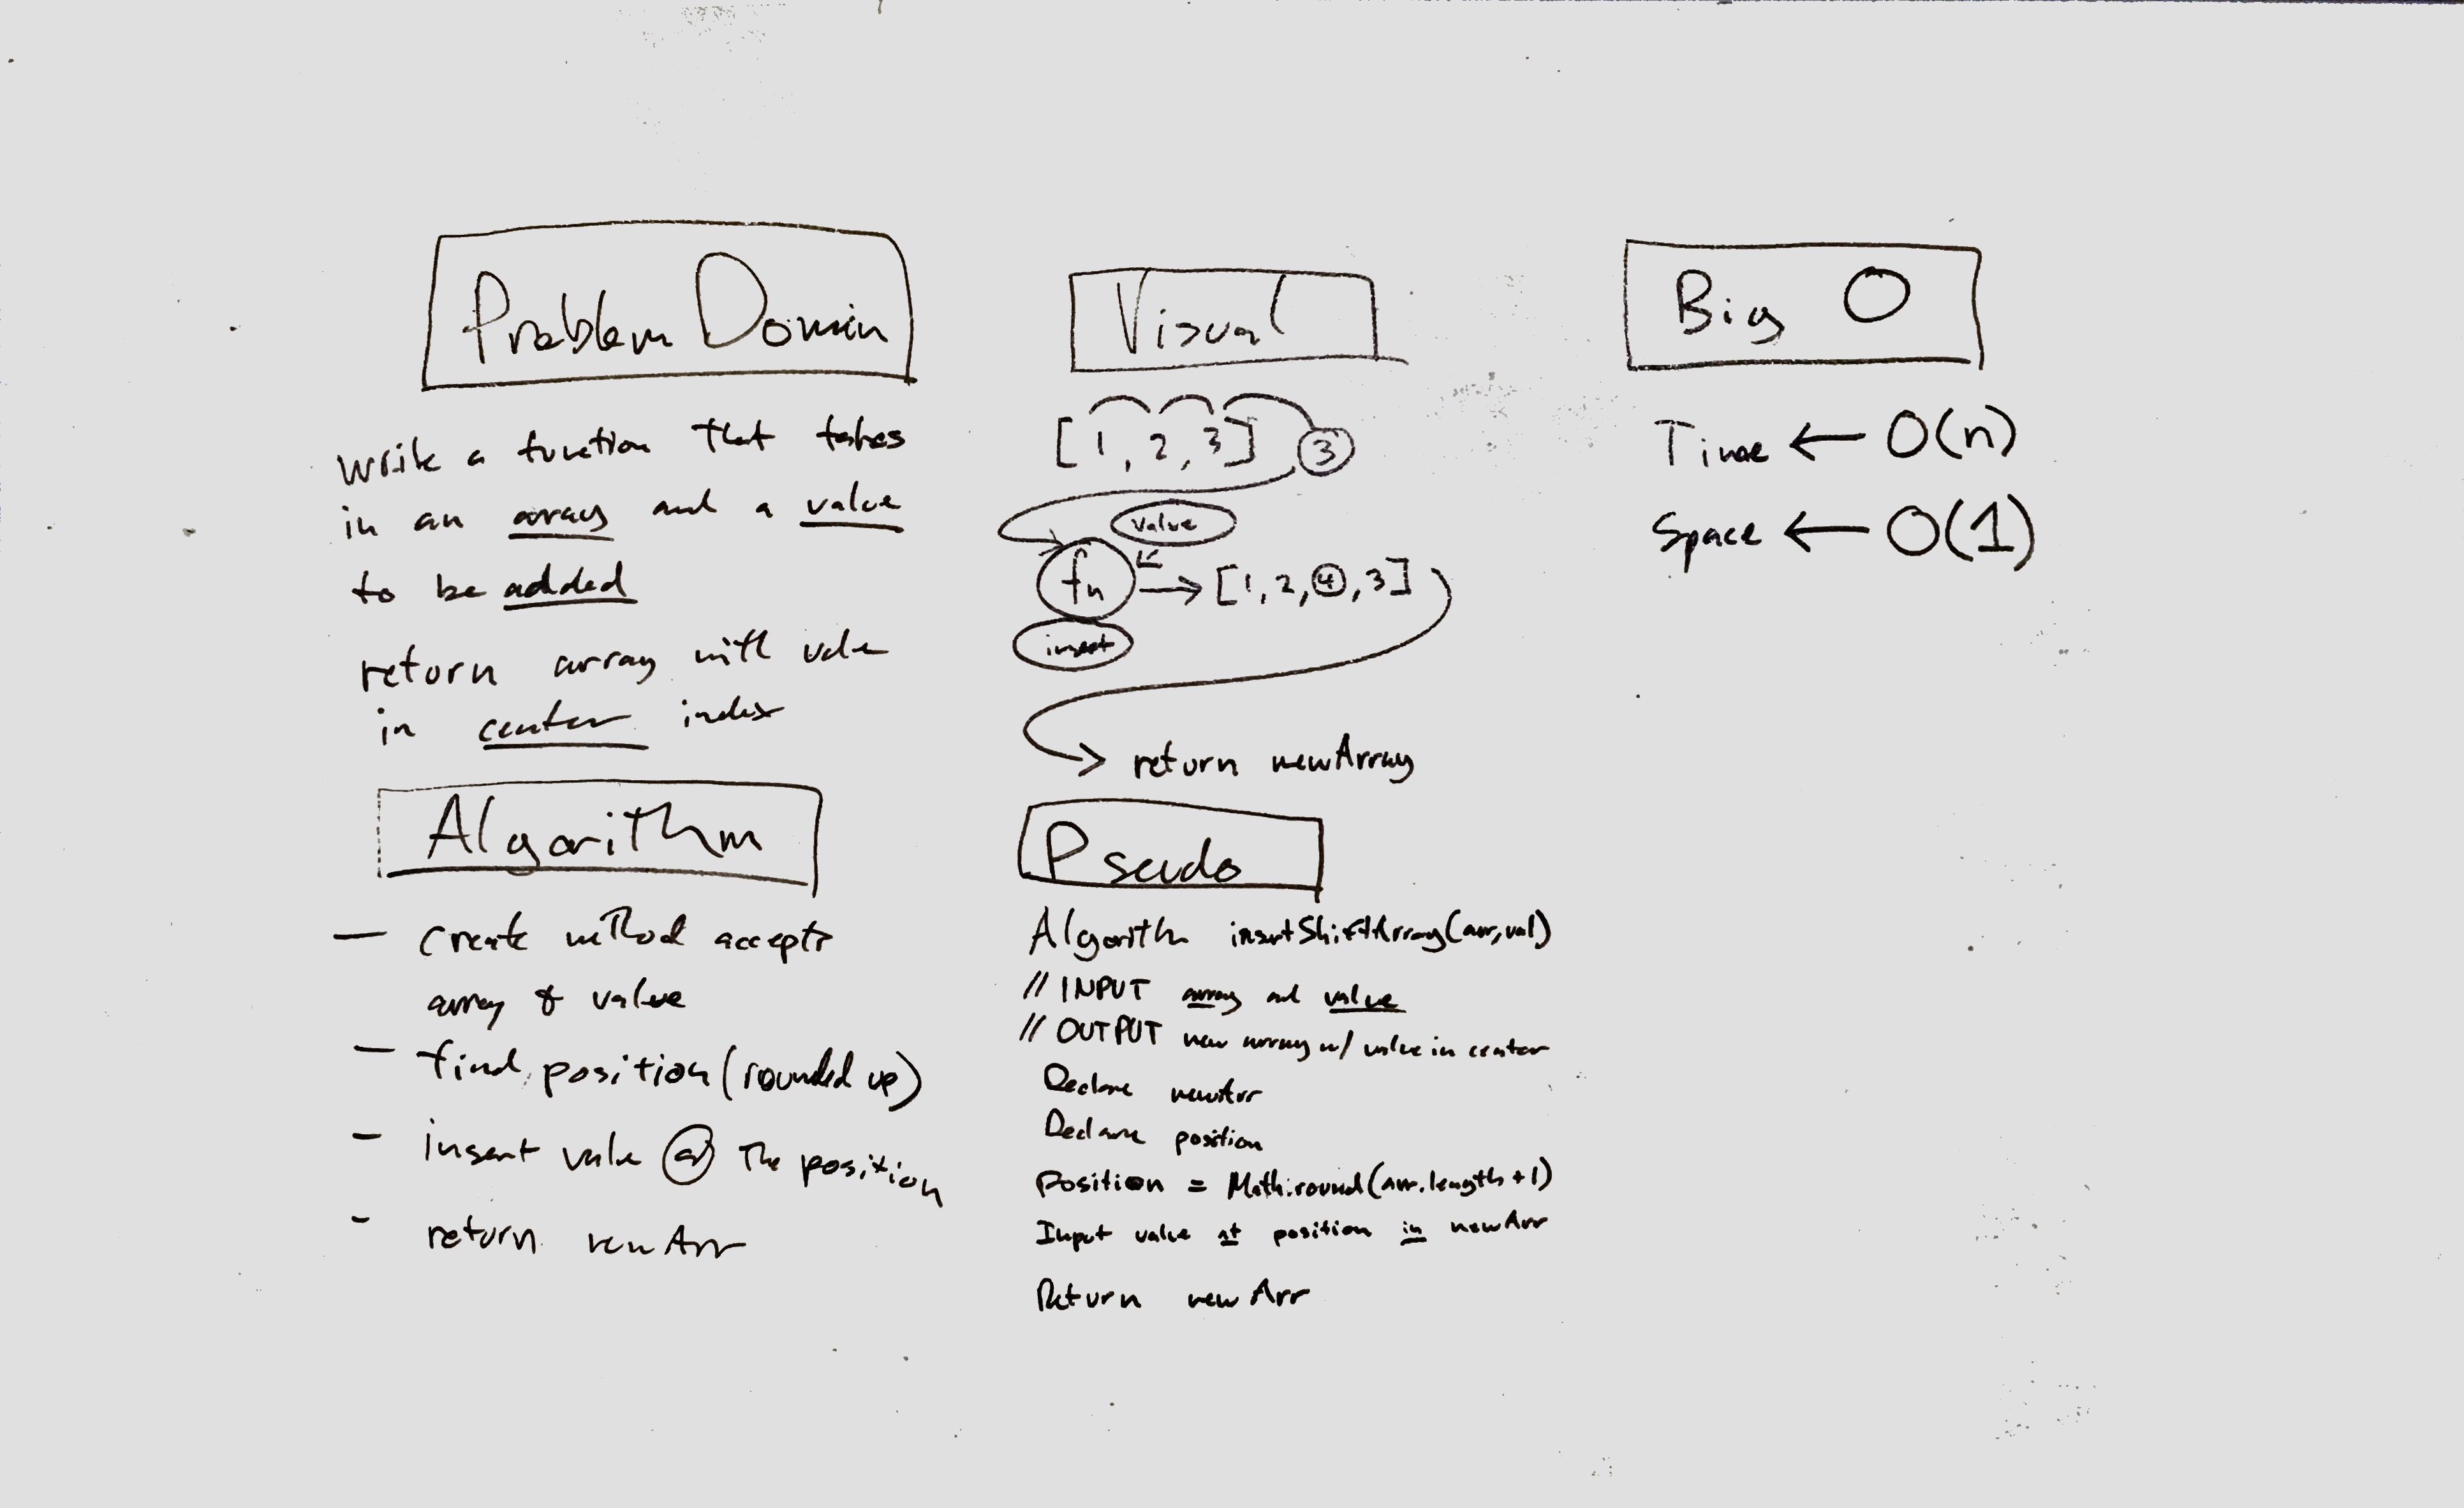 Problem Domain
Write a function that takes
in an array and a value
to be added
return array with value
in center index
Algorithm
- create method accepts
array & value
- find position (rounded up)
- insert value @ the position
- return newArr
Visual
[1, 2, 3] 3
value
fn → [1, 2, 4, 3]
insert
return newArray
Pseudo
Algorithm insertShiftArray(arr, val)
// INPUT array and value
// OUTPUT new array w/ value in center
Declare newArr
Declare position
Position = Math.round(arr.length + 1)
Input value at position in newArr
Return newArr
Big O
Time ← O(n)
Space ← O(1)